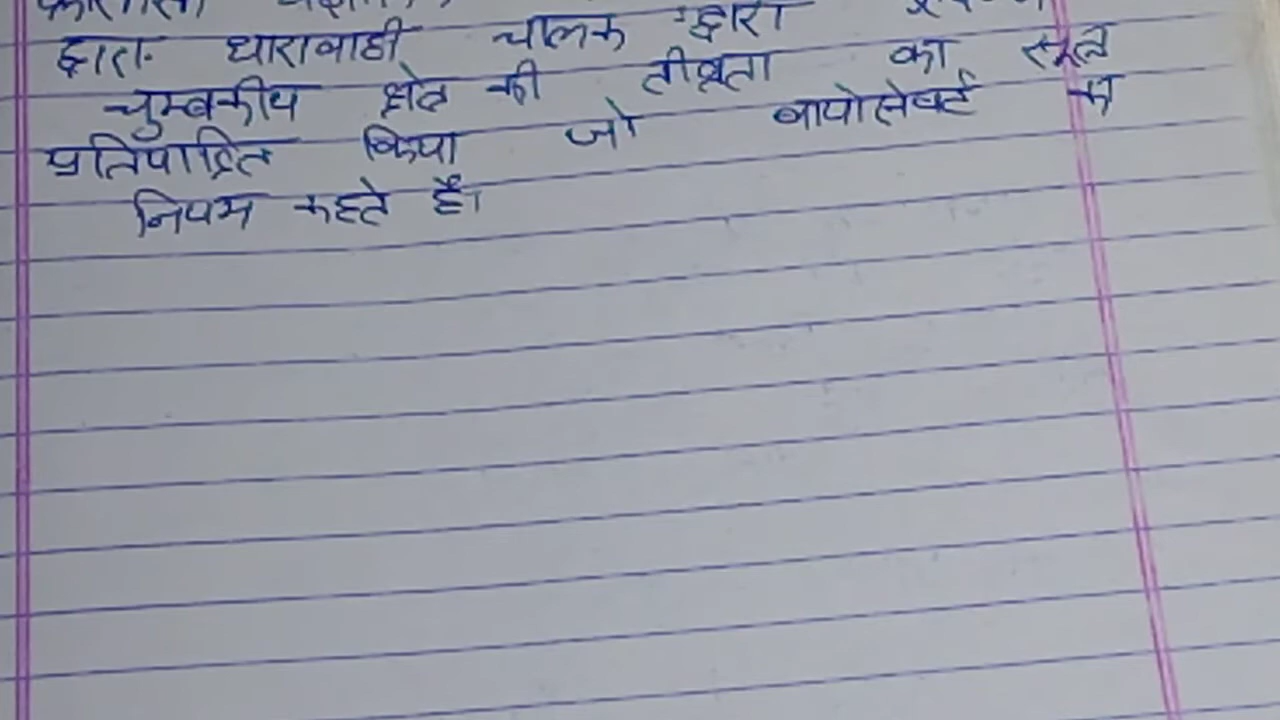 द्वारा धारावाही चालक द्वारा
चुम्बकीय क्षेत्र की तीव्रता का सूत्र
प्रतिपादित किया जो बायोसेवर्ट का
नियम कहते है।